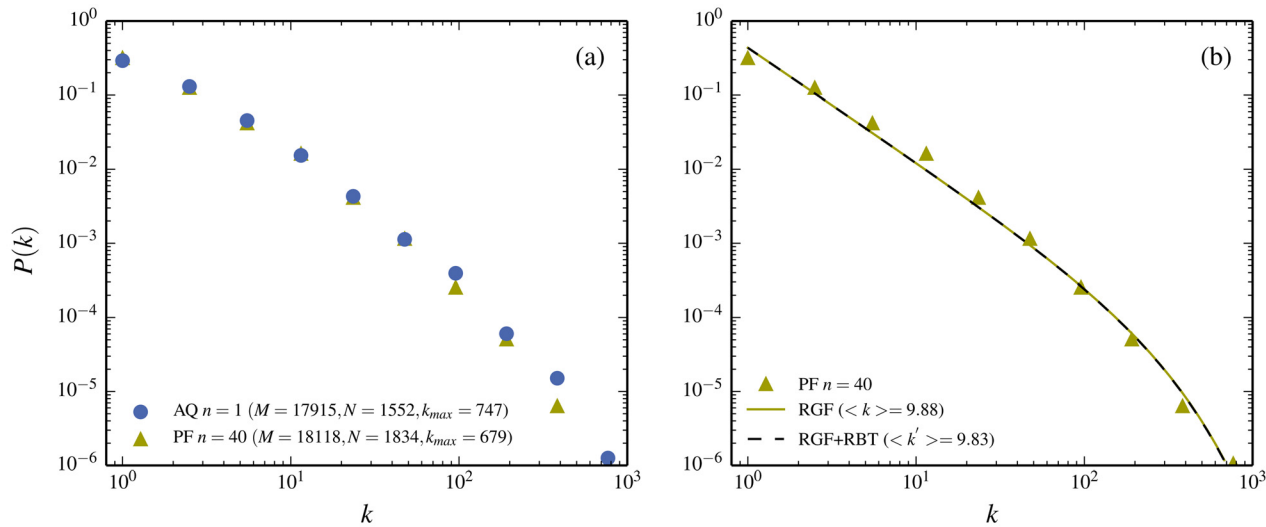 10^0
10^-1
10^-2
10^-3
10^-4
10^-5
10^-6
P(k)
(a)
AQ n = 1 (M = 17915, N = 1552, k_max = 747)
PF n = 40 (M = 18118, N = 1834, k_max = 679)
10^0 10^1 10^2 10^3
k
10^0
10^-1
10^-2
10^-3
10^-4
10^-5
10^-6
(b)
PF n = 40
RGF (< k >= 9.88)
RGF+RBT (< k' >= 9.83)
10^0 10^1 10^2 10^3
k